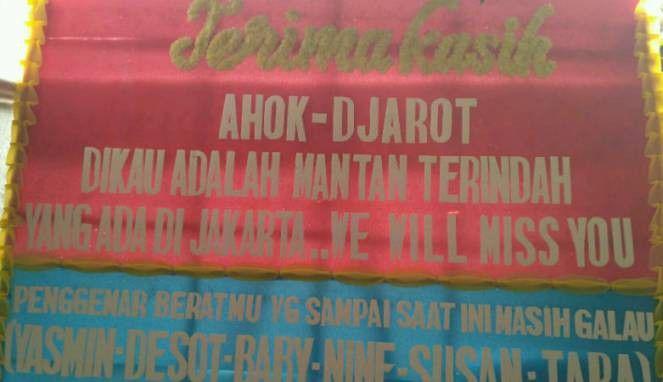 Terima Kasih
AHOK-DJAROT
DIKAU ADALAH MANTAN TERINDAH
YANG ADA DI JAKARTA..WE WILL MISS YOU
PENGGEMAR BERATMU YG SAMPAI SAAT INI MASIH GALAU
(YASMIN-DESOT-BABY-NINE-SUSAN-TARA)